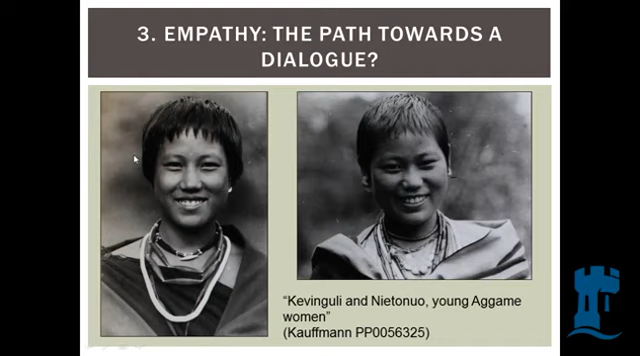 3. EMPATHY: THE PATH TOWARDS A
DIALOGUE?
“Kevinguli and Nietonuo, young Aggame
women”
(Kauffmann PP0056325)